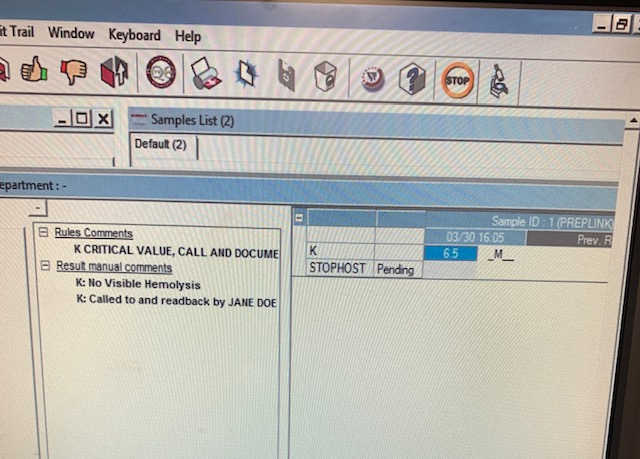 it Trail Window Keyboard Help
STOP
Samples List (2)
Default (2)
epartment : -
Sample ID : 1 (PREPLINK
03/30 16:05 Prev. R
Rules Comments
K CRITICAL VALUE, CALL AND DOCUME
Result manual comments
K: No Visible Hemolysis
K: Called to and readback by JANE DOE
K 6.5 _M__
STOPHOST Pending